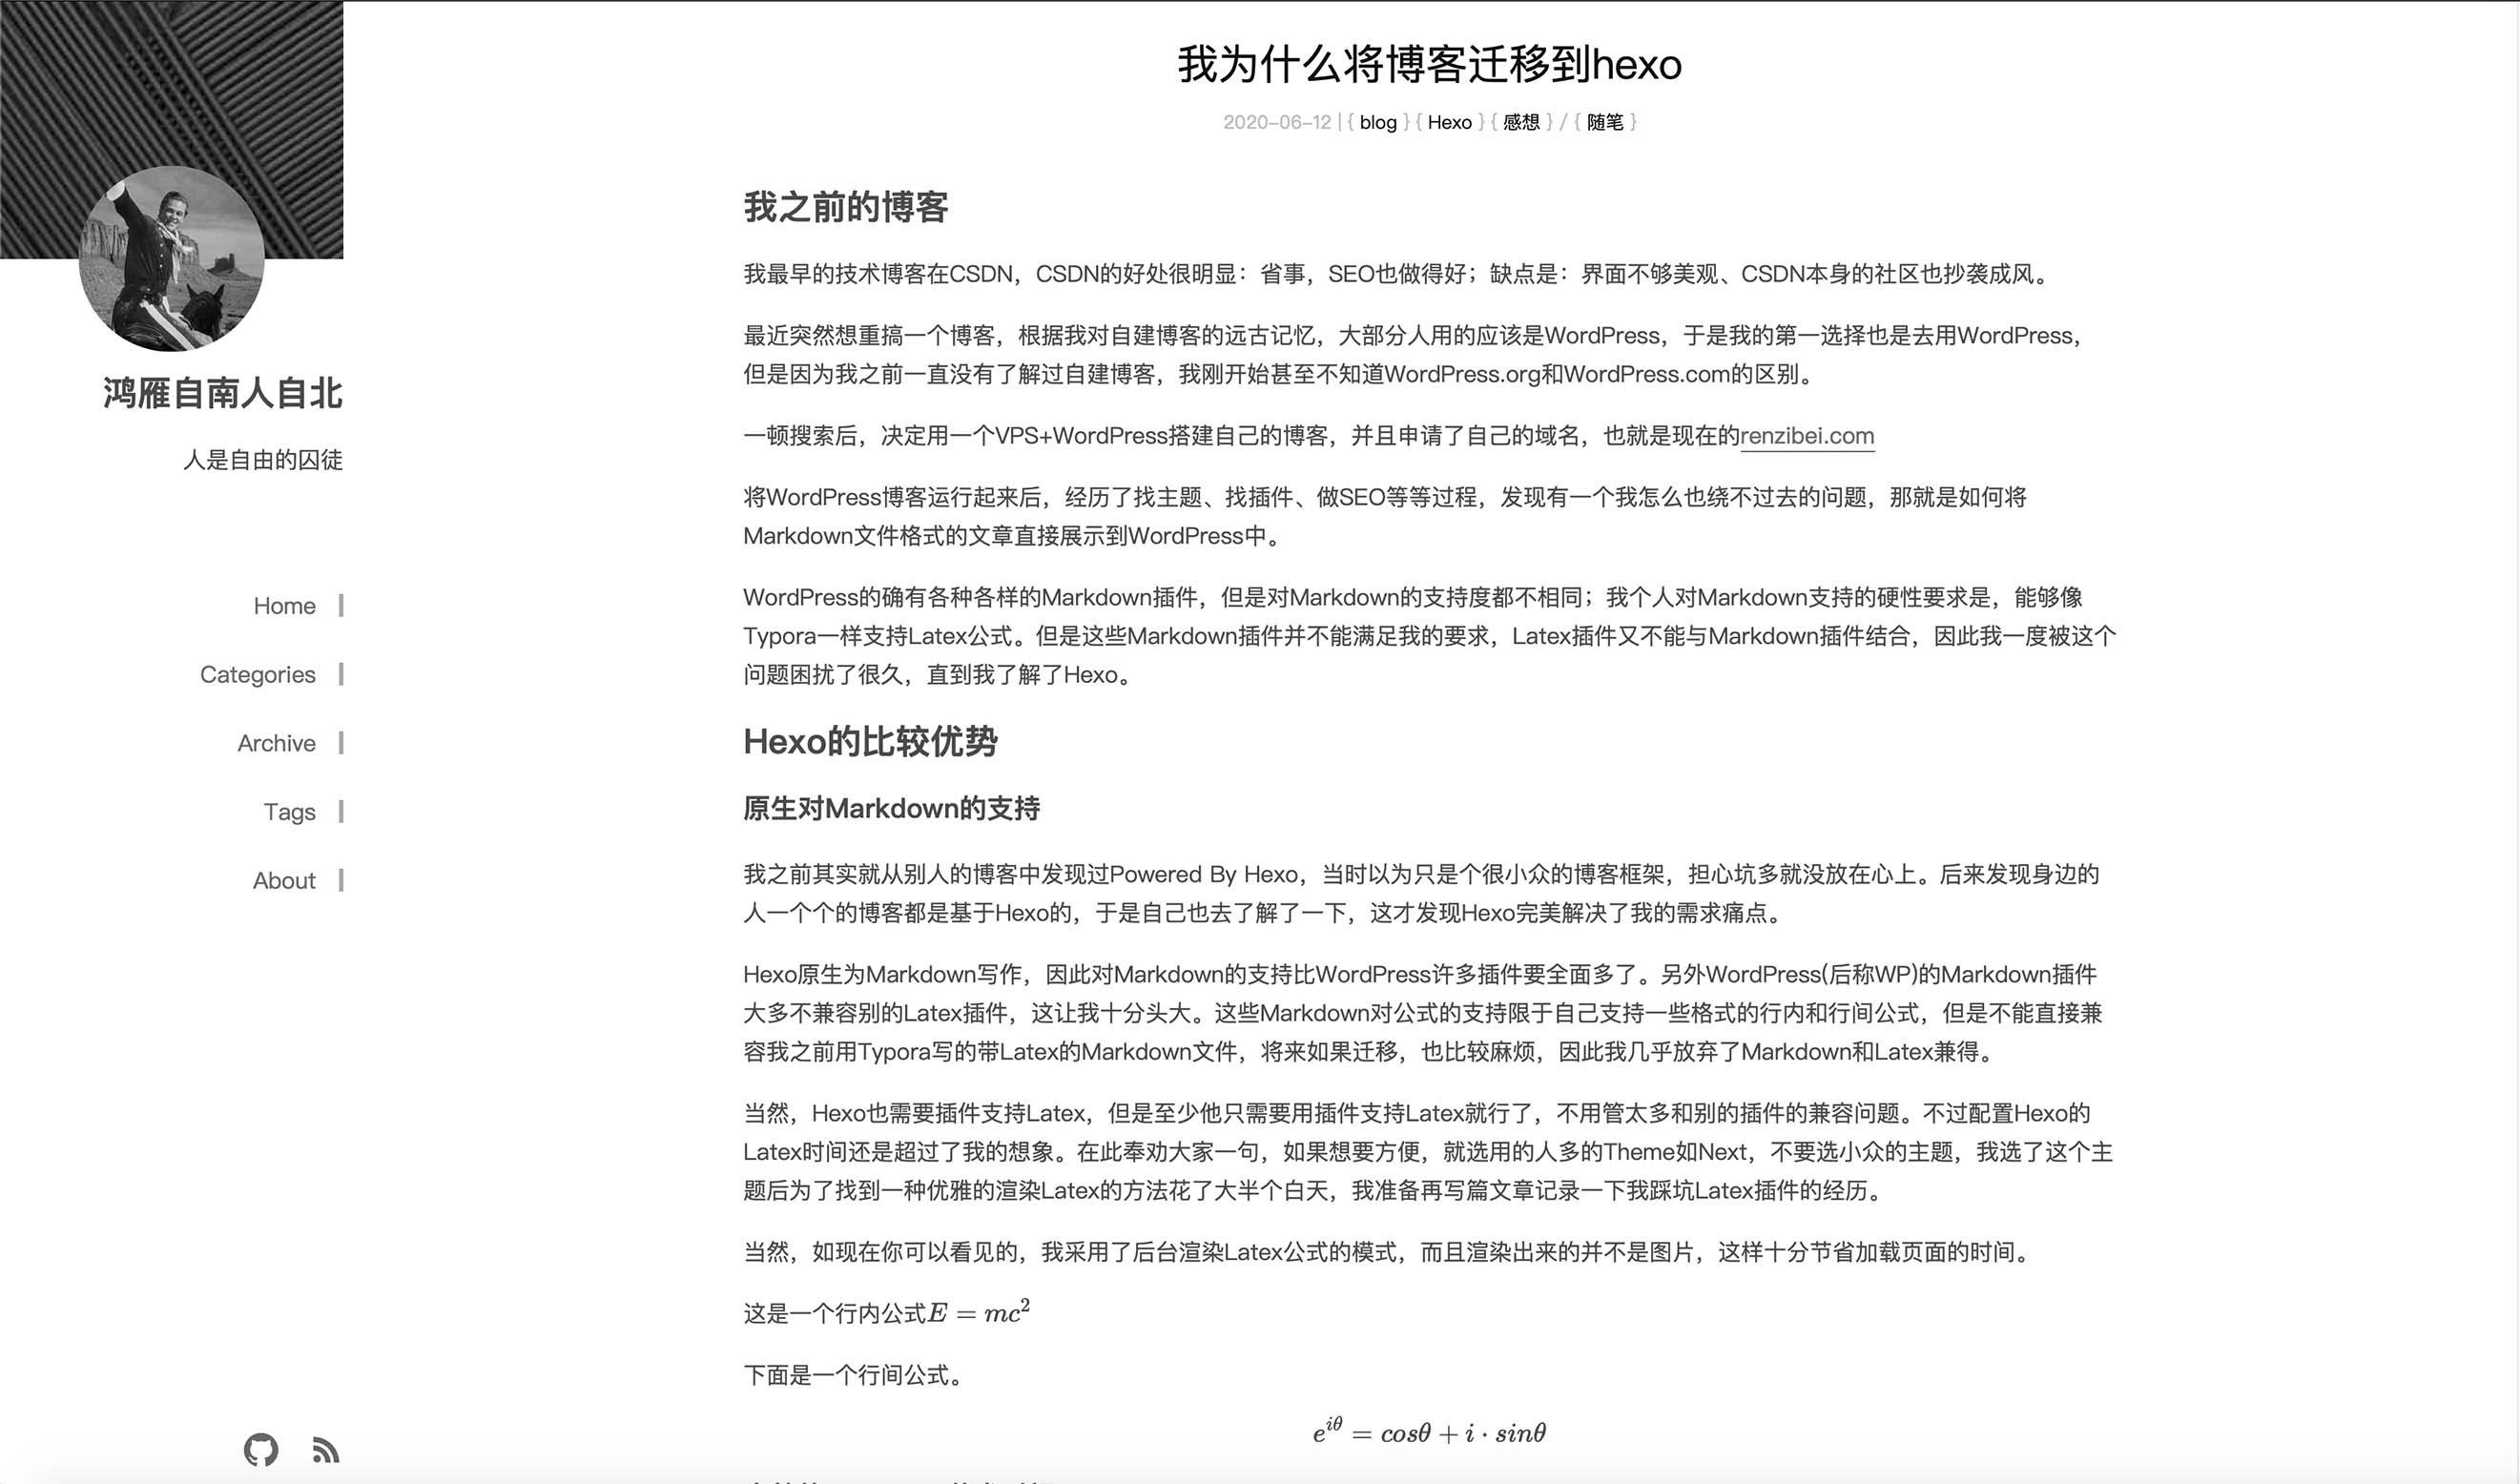 鸿雁自南人自北
人是自由的囚徒
Home
Categories
Archive
Tags
About
我为什么将博客迁移到hexo
2020-06-12 | { blog } { Hexo } { 感想 } / { 随笔 }
我之前的博客
我最早的技术博客在CSDN，CSDN的好处很明显：省事，SEO也做得好；缺点是：界面不够美观、CSDN本身的社区也抄袭成风。
最近突然想重搞一个博客，根据我对自建博客的远古记忆，大部分人用的应该是WordPress，于是我的第一选择也是去用WordPress，
但是因为我之前一直没有了解过自建博客，我刚开始甚至不知道WordPress.org和WordPress.com的区别。
一顿搜索后，决定用一个VPS+WordPress搭建自己的博客，并且申请了自己的域名，也就是现在的renzibei.com
将WordPress博客运行起来后，经历了找主题、找插件、做SEO等等过程，发现有一个我怎么也绕不过去的问题，那就是如何将
Markdown文件格式的文章直接展示到WordPress中。
WordPress的确有各种各样的Markdown插件，但是对Markdown的支持度都不相同；我个人对Markdown支持的硬性要求是，能够像
Typora一样支持Latex公式。但是这些Markdown插件并不能满足我的要求，Latex插件又不能与Markdown插件结合，因此我一度被这个
问题困扰了很久，直到我了解了Hexo。
Hexo的比较优势
原生对Markdown的支持
我之前其实就从别人的博客中发现过Powered By Hexo，当时以为只是个很小众的博客框架，担心坑多就没放在心上。后来发现身边的
人一个个的博客都是基于Hexo的，于是自己也去了解了一下，这才发现Hexo完美解决了我的需求痛点。
Hexo原生为Markdown写作，因此对Markdown的支持比WordPress许多插件要全面多了。另外WordPress(后称WP)的Markdown插件
大多不兼容别的Latex插件，这让我十分头大。这些Markdown对公式的支持限于自己支持一些格式的行内和行间公式，但是不能直接兼
容我之前用Typora写的带Latex的Markdown文件，将来如果迁移，也比较麻烦，因此我几乎放弃了Markdown和Latex兼得。
当然，Hexo也需要插件支持Latex，但是至少他只需要用插件支持Latex就行了，不用管太多和别的插件的兼容问题。不过配置Hexo的
Latex时间还是超过了我的想象。在此奉劝大家一句，如果想要方便，就选用的人多的Theme如Next，不要选小众的主题，我选了这个主
题后为了找到一种优雅的渲染Latex的方法花了大半个白天，我准备再写篇文章记录一下我踩坑Latex插件的经历。
当然，如现在你可以看见的，我采用了后台渲染Latex公式的模式，而且渲染出来的并不是图片，这样十分节省加载页面的时间。
这是一个行内公式E = mc²
下面是一个行间公式。
e^{iθ} = cosθ + i · sinθ